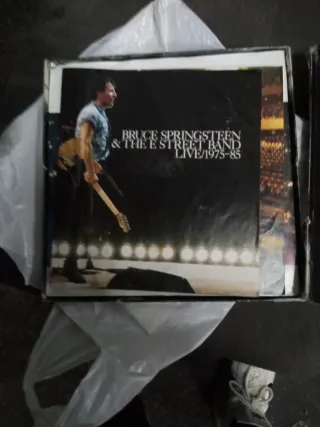 BRUCE SPRINGSTEEN
& THE E STREET BAND
LIVE/1975-85